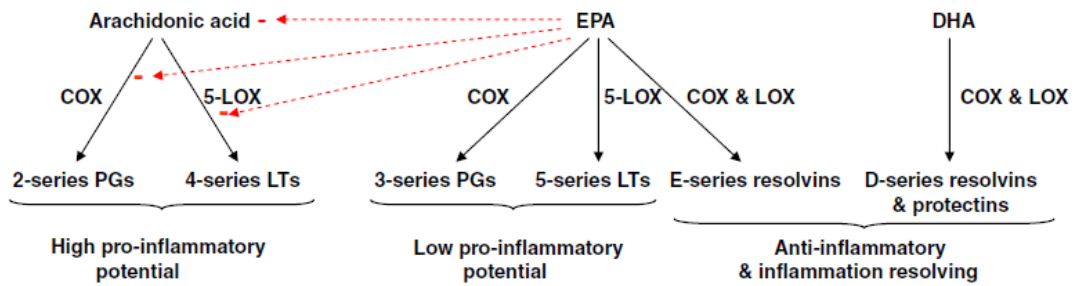 Arachidonic acid - EPA DHA
- 
COX 5-LOX COX 5-LOX COX & LOX COX & LOX
-
2-series PGs 4-series LTs 3-series PGs 5-series LTs E-series resolvins D-series resolvins
& protectins
High pro-inflammatory
potential
Low pro-inflammatory
potential
Anti-inflammatory
& inflammation resolving